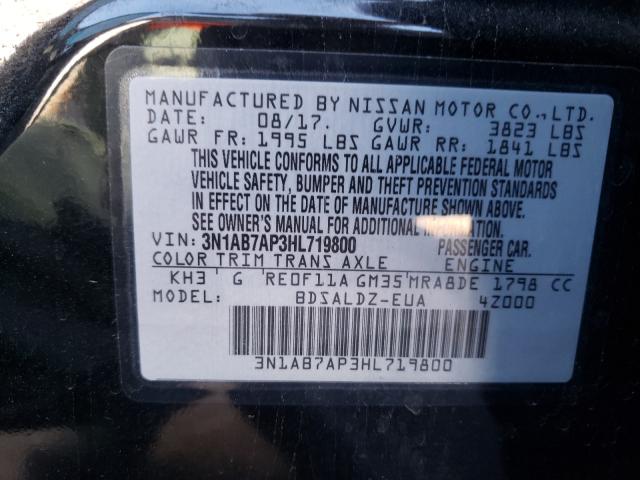 MANUFACTURED BY NISSAN MOTOR CO., LTD.
DATE: 08/17. GVWR: 3823 LBS
GAWR FR: 1995 LBS GAWR RR: 1841 LBS
THIS VEHICLE CONFORMS TO ALL APPLICABLE FEDERAL MOTOR
VEHICLE SAFETY, BUMPER AND THEFT PREVENTION STANDARDS
IN EFFECT ON THE DATE OF MANUFACTURE SHOWN ABOVE.
SEE OWNER'S MANUAL FOR ADDITIONAL INFORMATION.
VIN: 3N1AB7AP3HL719800 PASSENGER CAR.
COLOR TRIM TRANS AXLE ENGINE
KH3 G RE0F11A GM35 MRA8DE 1798 CC
MODEL: BDSALDZ-EUA 4Z000
3N1AB7AP3HL719800